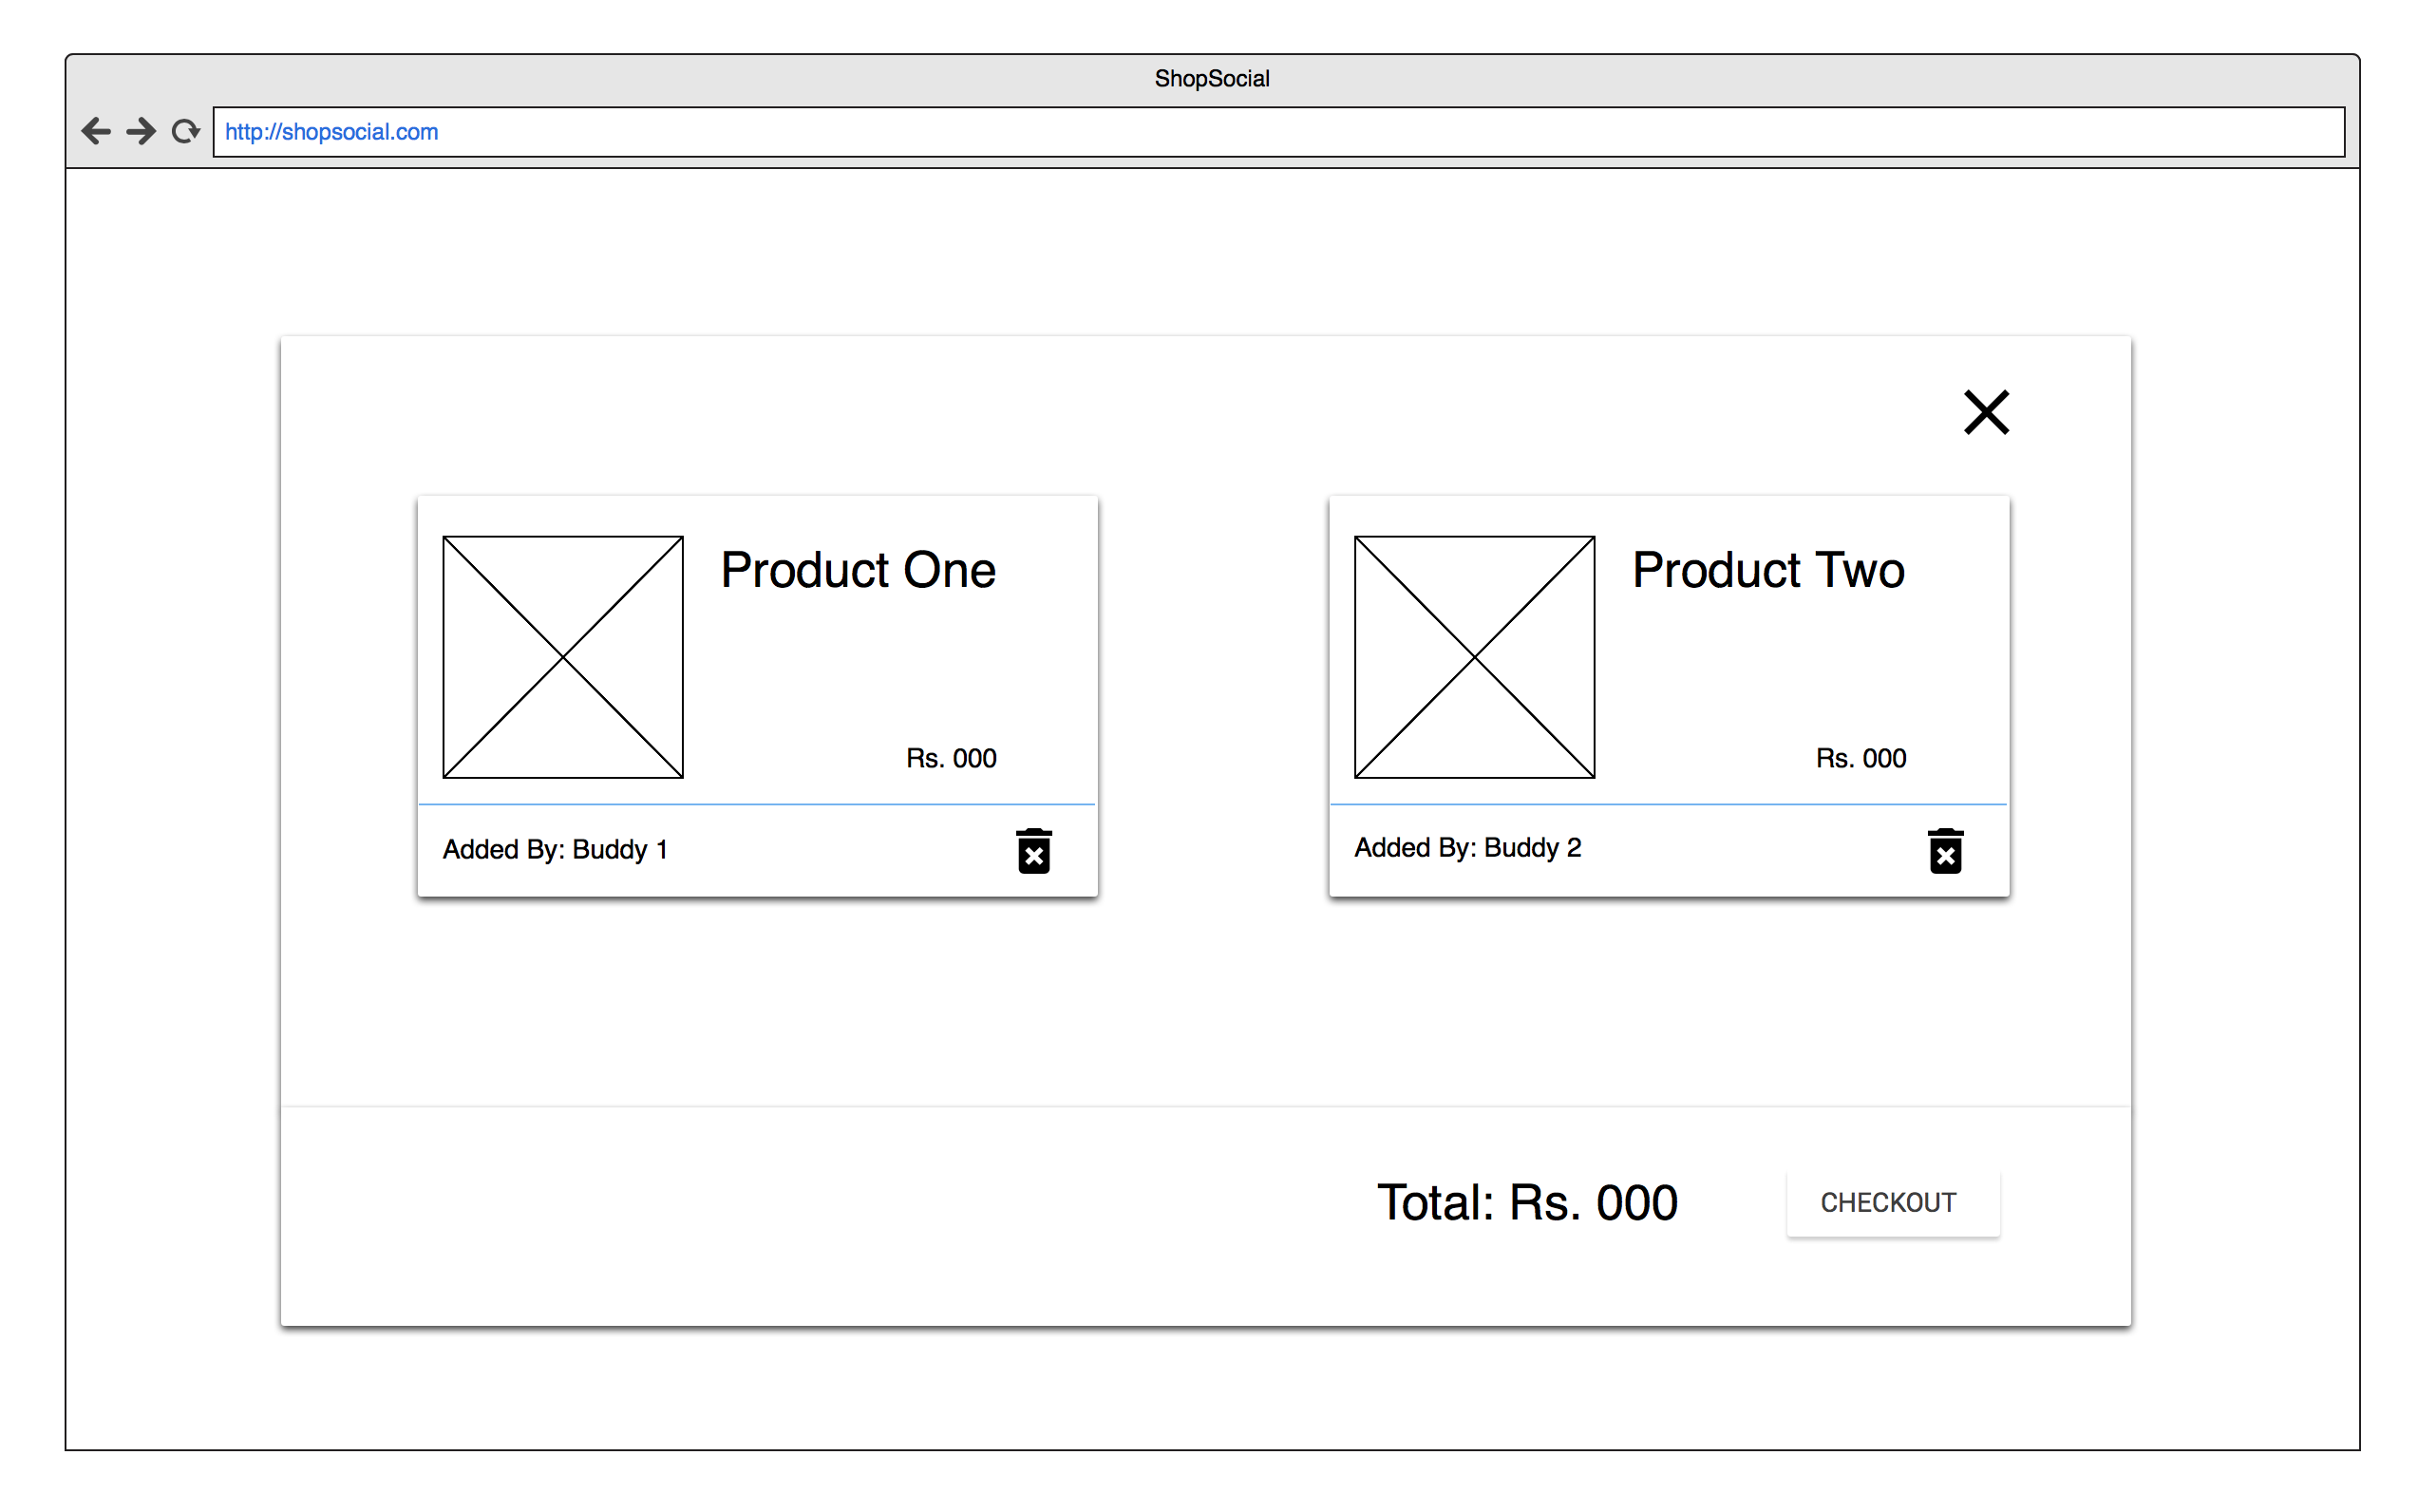 ShopSocial
http://shopsocial.com
Product One
Rs. 000
Added By: Buddy 1
Product Two
Rs. 000
Added By: Buddy 2
Total: Rs. 000
CHECKOUT